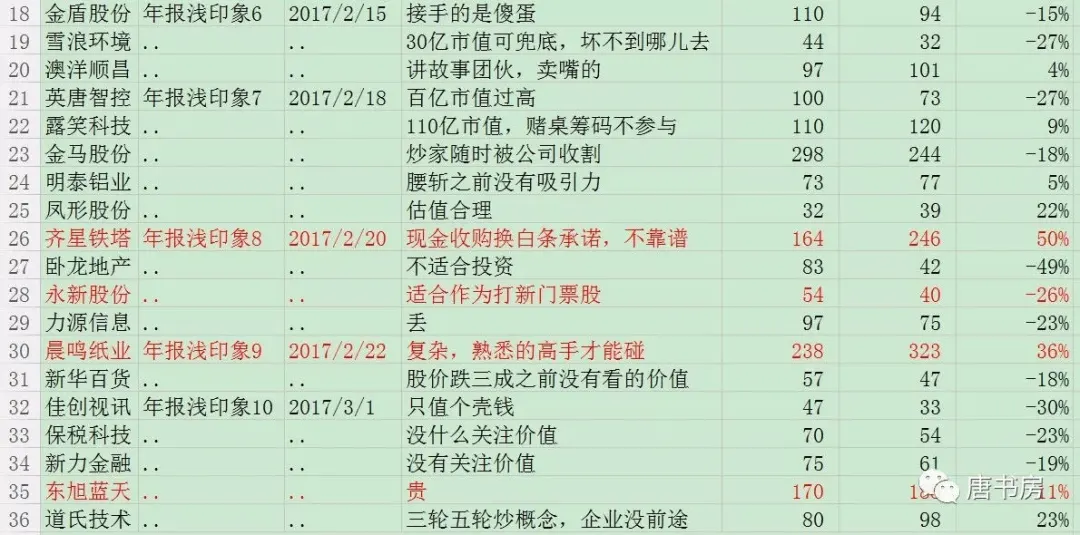 18 金盾股份 年报浅印象6 2017/2/15 接手的是傻蛋 110 94 -15%
19 雪浪环境 .. .. 30亿市值可兜底，坏不到哪儿去 44 32 -27%
20 澳洋顺昌 .. .. 讲故事团伙，卖嘴的 97 101 4%
21 英唐智控 年报浅印象7 2017/2/18 百亿市值过高 100 73 -27%
22 露笑科技 .. .. 110亿市值，赌桌筹码不参与 110 120 9%
23 金马股份 .. .. 炒家随时被公司收割 298 244 -18%
24 明泰铝业 .. .. 腰斩之前没有吸引力 73 77 5%
25 凤形股份 .. .. 估值合理 32 39 22%
26 齐星铁塔 年报浅印象8 2017/2/20 现金收购换白条承诺，不靠谱 164 246 50%
27 卧龙地产 .. .. 不适合投资 83 42 -49%
28 永新股份 .. .. 适合作为打新门票股 54 40 -26%
29 力源信息 .. .. 丢 97 75 -23%
30 晨鸣纸业 年报浅印象9 2017/2/22 复杂，熟悉的高手才能碰 238 323 36%
31 新华百货 .. .. 股价跌三成之前没有看的价值 57 47 -18%
32 佳创视讯 年报浅印象10 2017/3/1 只值个壳钱 47 33 -30%
33 保税科技 .. .. 没什么关注价值 70 54 -23%
34 新力金融 .. .. 没有关注价值 75 61 -19%
35 东旭蓝天 .. .. 贵 170 11%
唐书房
36 道氏技术 .. .. 三轮五轮炒概念，企业没前途 80 98 23%